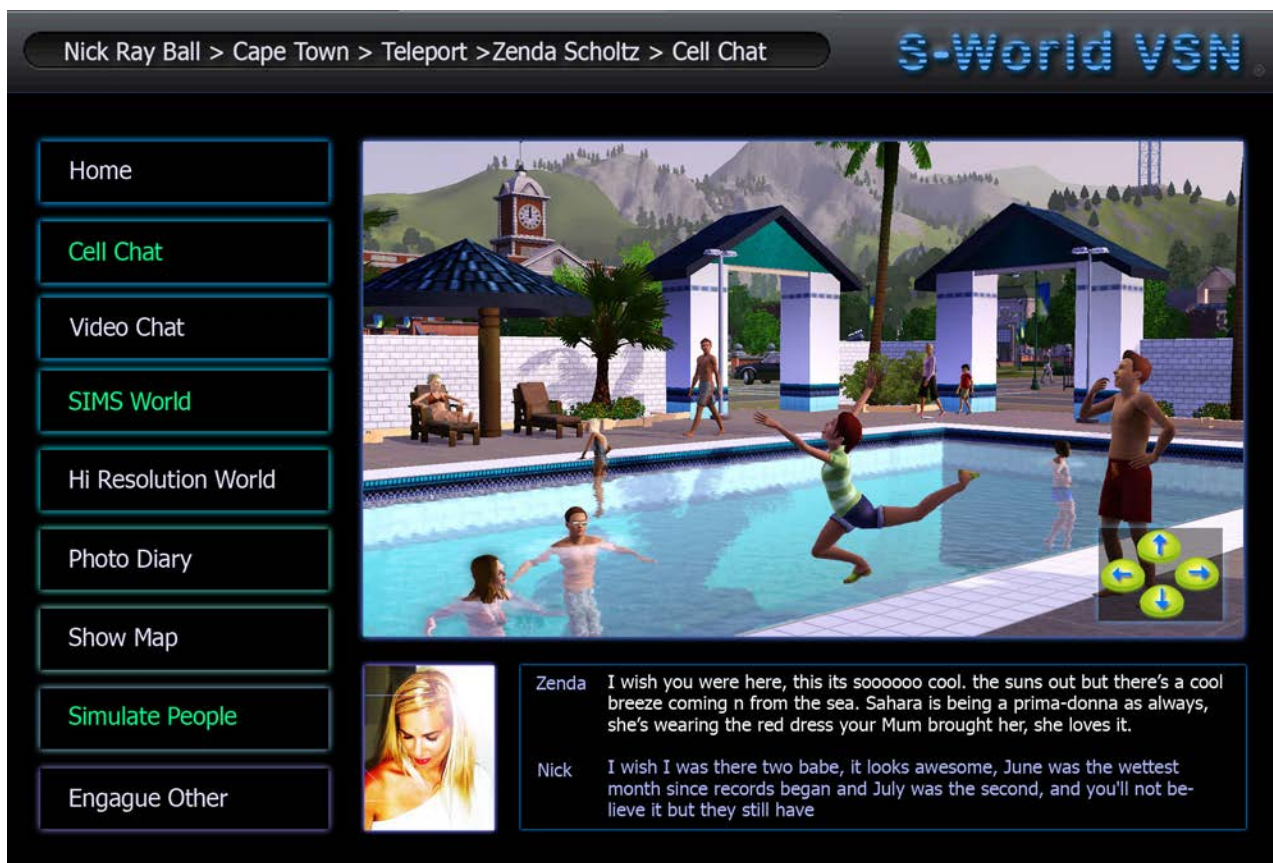 Nick Ray Ball > Cape Town > Teleport >Zenda Scholtz > Cell Chat
S-World VSN
Home
Cell Chat
Video Chat
SIMS World
Hi Resolution World
Photo Diary
Show Map
Simulate People
Engague Other
Zenda
I wish you were here, this its soooooo cool. the suns out but there’s a cool
breeze coming n from the sea. Sahara is being a prima-donna as always,
she’s wearing the red dress your Mum brought her, she loves it.
Nick
I wish I was there two babe, it looks awesome, June was the wettest
month since records began and July was the second, and you'll not be-
lieve it but they still have